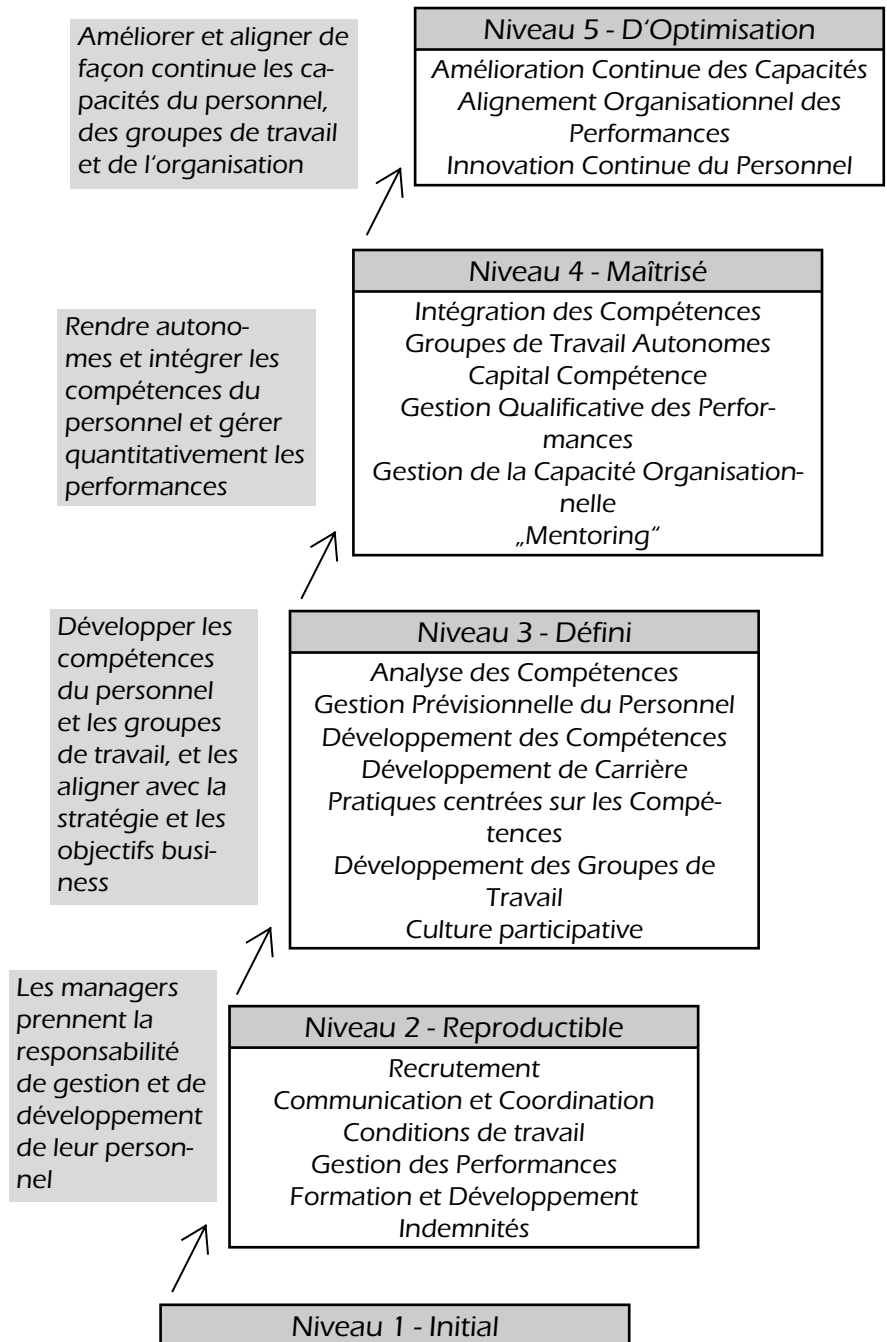 Améliorer et aligner de
façon continue les ca-
pacités du personnel,
des groupes de travail
et de l'organisation
Niveau 5 - D'Optimisation
Amélioration Continue des Capacités
Alignement Organisationnel des
Performances
Innovation Continue du Personnel
Rendre autono-
mes et intégrer les
compétences du
personnel et gérer
quantitativement les
performances
Niveau 4 - Maîtrisé
Intégration des Compétences
Groupes de Travail Autonomes
Capital Compétence
Gestion Qualificative des Perfor-
mances
Gestion de la Capacité Organisation-
nelle
„Mentoring“
Développer les
compétences
du personnel
et les groupes
de travail, et les
aligner avec la
stratégie et les
objectifs busi-
ness
Niveau 3 - Défini
Analyse des Compétences
Gestion Prévisionnelle du Personnel
Développement des Compétences
Développement de Carrière
Pratiques centrées sur les Compé-
tences
Développement des Groupes de
Travail
Culture participative
Les managers
prennent la
responsabilité
de gestion et de
développement
de leur person-
nel
Niveau 2 - Reproductible
Recrutement
Communication et Coordination
Conditions de travail
Gestion des Performances
Formation et Développement
Indemnités
Niveau 1 - Initial